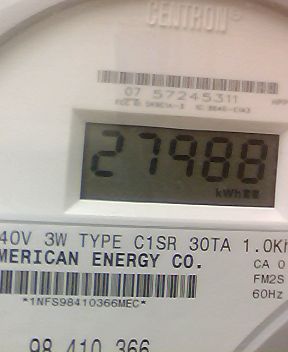 CENTRON®
07 57245311
27988
kWh
40V 3W TYPE C1SR 30TA 1.0Kh
MERICAN ENERGY CO.
CA 0
FM2S
60Hz
*1NFS98410366MEC*
98 410 366